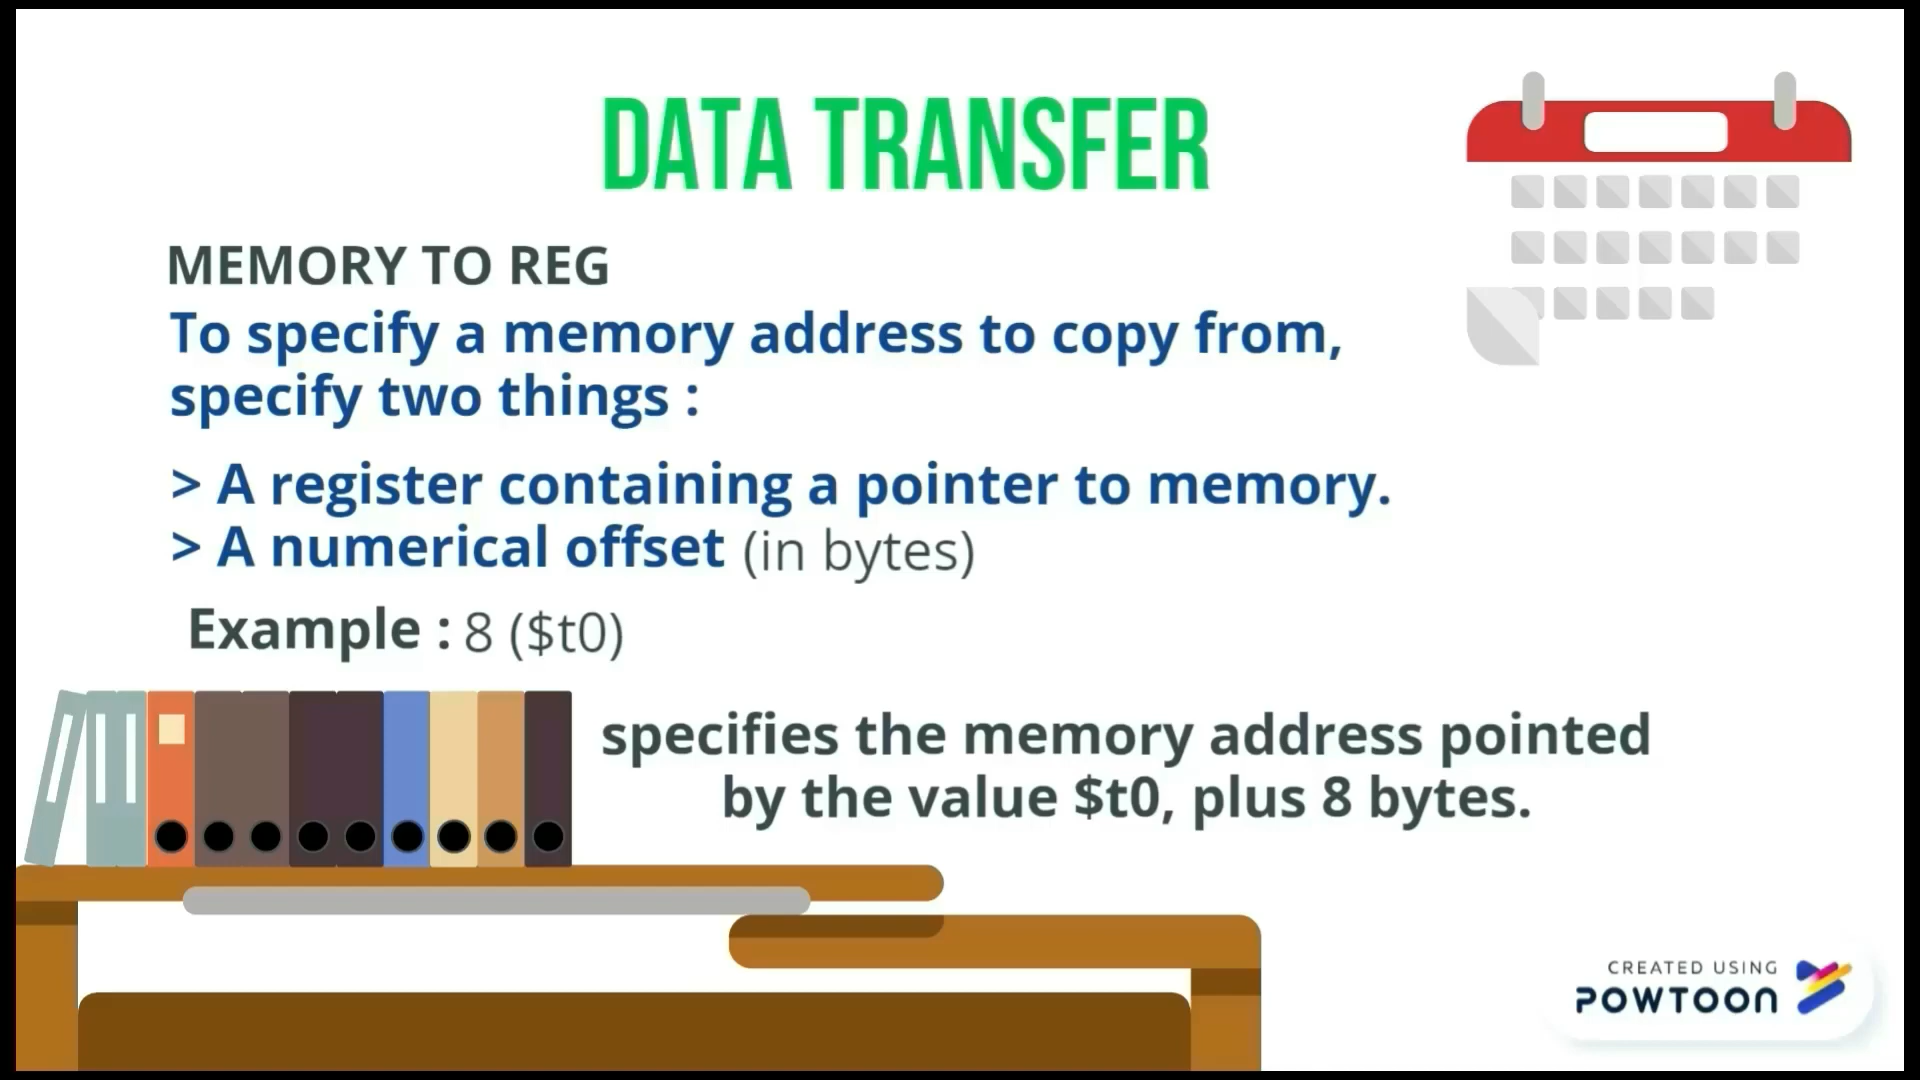 DATA TRANSFER
MEMORY TO REG
To specify a memory address to copy from,
specify two things :
> A register containing a pointer to memory.
> A numerical offset (in bytes)
Example : 8 ($t0)
specifies the memory address pointed
by the value $t0, plus 8 bytes.
CREATED USING
POWTOON